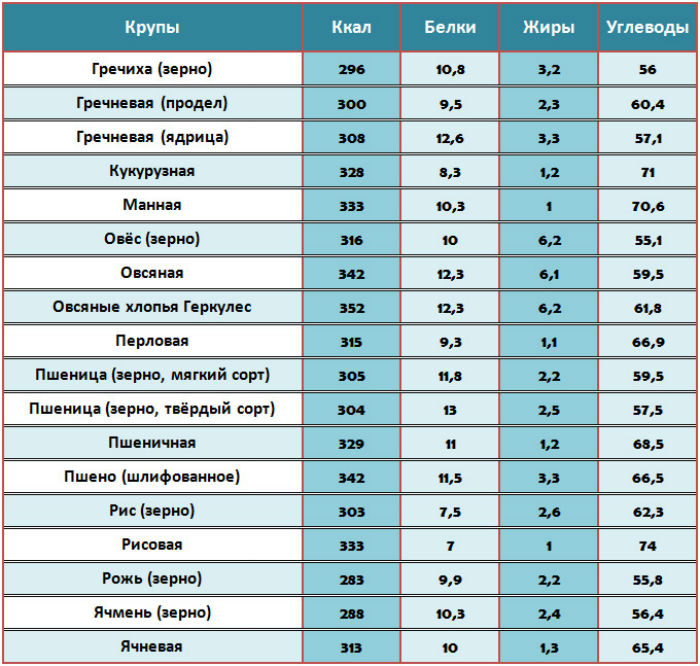 Крупы Ккал Белки Жиры Углеводы
Гречиха (зерно) 296 10,8 3,2 56
Гречневая (продел) 300 9,5 2,3 60,4
Гречневая (ядрица) 308 12,6 3,3 57,1
Кукурузная 328 8,3 1,2 71
Манная 333 10,3 1 70,6
Овёс (зерно) 316 10 6,2 55,1
Овсяная 342 12,3 6,1 59,5
Овсяные хлопья Геркулес 352 12,3 6,2 61,8
Перловая 315 9,3 1,1 66,9
Пшеница (зерно, мягкий сорт) 305 11,8 2,2 59,5
Пшеница (зерно, твёрдый сорт) 304 13 2,5 57,5
Пшеничная 329 11 1,2 68,5
Пшено (шлифованное) 342 11,5 3,3 66,5
Рис (зерно) 303 7,5 2,6 62,3
Рисовая 333 7 1 74
Рожь (зерно) 283 9,9 2,2 55,8
Ячмень (зерно) 288 10,3 2,4 56,4
Ячневая 313 10 1,3 65,4